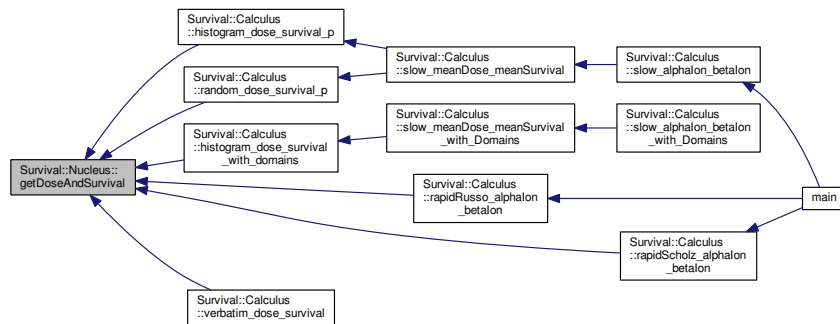 Survival::Calculus
::histogram_dose_survival_p
Survival::Calculus
::slow_meanDose_meanSurvival
Survival::Calculus
::slow_alphaIon_betaIon
Survival::Calculus
::random_dose_survival_p
Survival::Calculus
::histogram_dose_survival
_with_domains
Survival::Calculus
::slow_meanDose_meanSurvival
_with_Domains
Survival::Calculus
::slow_alphaIon_betaIon
_with_Domains
Survival::Nucleus::
getDoseAndSurvival
Survival::Calculus
::rapidRusso_alphaIon
_betaIon
main
Survival::Calculus
::rapidScholz_alphaIon
_betaIon
Survival::Calculus
::verbatim_dose_survival